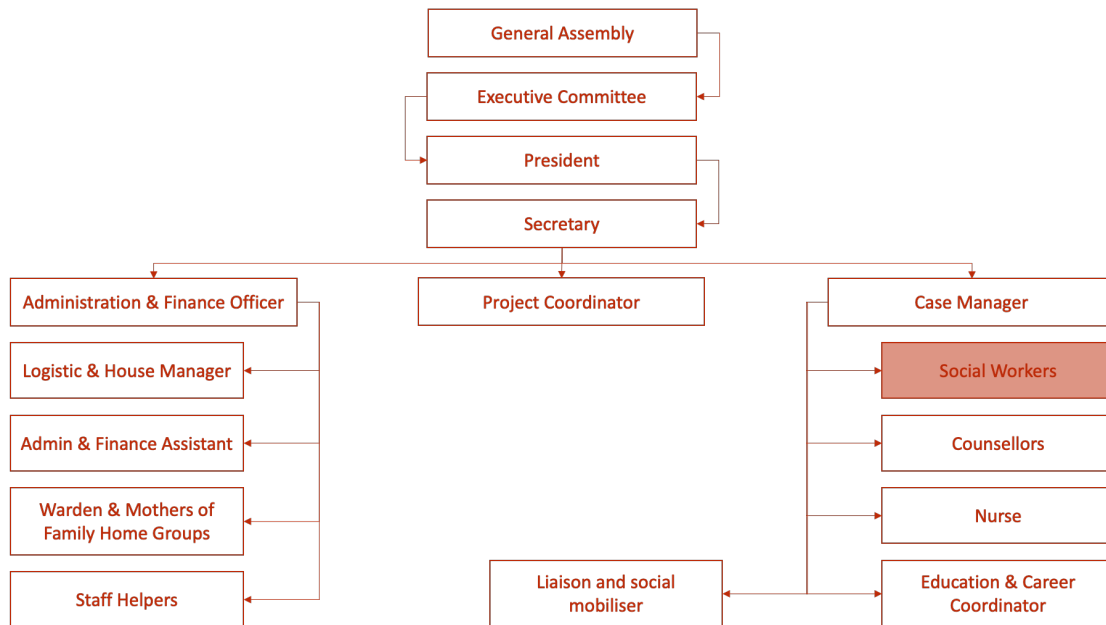 General Assembly
Executive Committee
President
Secretary
Administration & Finance Officer
Project Coordinator
Case Manager
Logistic & House Manager
Social Workers
Admin & Finance Assistant
Counsellors
Warden & Mothers of
Family Home Groups
Nurse
Staff Helpers
Liaison and social
mobiliser
Education & Career
Coordinator